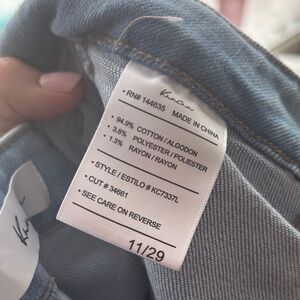 KanCan
• RN# 144635  MADE IN CHINA
• 94.9% COTTON / ALGODON
• 3.8% POLYESTER / POLIESTER
• 1.3% RAYON / RAYON
• STYLE / ESTILO # KC7337L
• CUT # 34661
• SEE CARE ON REVERSE
11/29